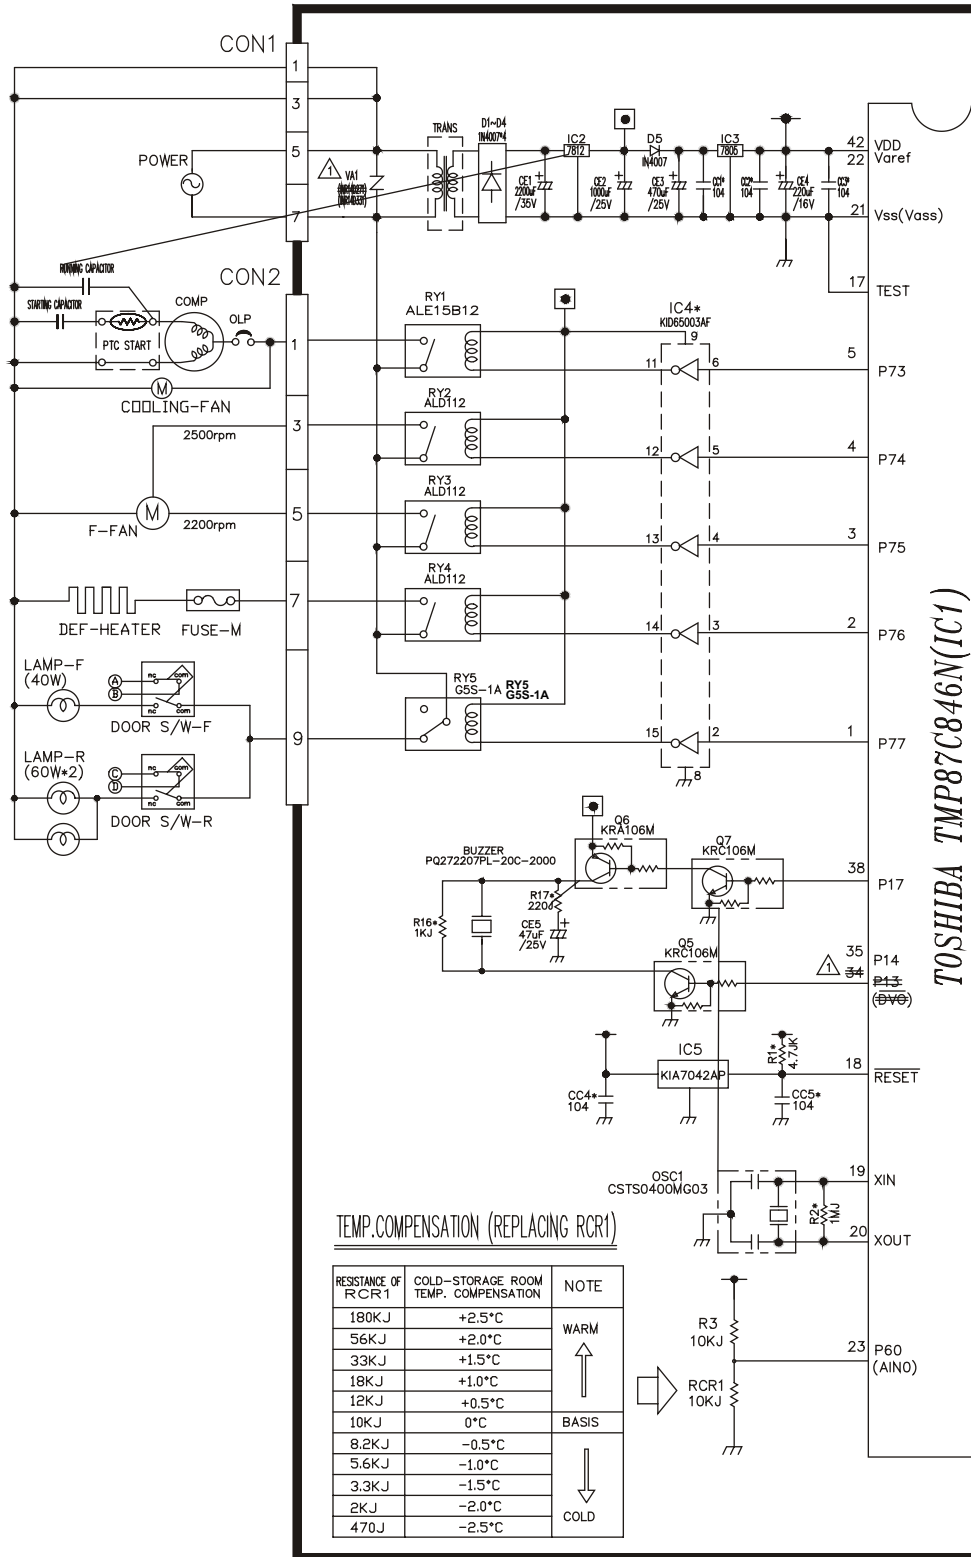 CON1
1
3
5
7
POWER
1
VA1
TRANS
D1~D4
1N4007*4
IC2
7812
D5
IN4007
IC3
7805
CE1
2200uF
/35V
CE2
1000uF
/25V
CE3
470uF
/25V
CC1*
104
CC2*
104
CE4
220uF
/16V
CC3*
104
42
VDD
22
Varef
21
Vss(Vass)
17
TEST
RUNNING CAPACITOR
STARTING CAPACITOR
CON2
COMP
OLP
PTC START
M
COOLING-FAN
1
3
5
7
9
2500rpm
M
F-FAN
2200rpm
DEF-HEATER
FUSE-M
LAMP-F
(40W)
A
B
nc
com
nc
com
DOOR S/W-F
LAMP-R
(60W*2)
C
D
nc
com
nc
com
DOOR S/W-R
RY1
ALE15B12
RY2
ALD112
RY3
ALD112
RY4
ALD112
RY5
G5S-1A
RY5
G5S-1A
IC4*
KID65003AF
9
11
6
5
P73
12
5
4
P74
13
4
3
P75
14
3
2
P76
15
2
1
P77
8
TOSHIBA TMP87C846N(IC1)
BUZZER
PQ272207PL-20C-2000
Q6
KRA106M
Q7
KRC106M
38
P17
R16*
1KJ
R17*
220J
CE5
47uF
/25V
Q5
KRC106M
1
35
P14
34
P13
(DVO)
IC5
KIA7042AP
R1*
4.7JK
18
RESET
CC4*
104
CC5*
104
OSC1
CSTS0400MG03
R2*
1MJ
19
XIN
20
XOUT
R3
10KJ
RCR1
10KJ
23
P60
(AIN0)
TEMP.COMPENSATION (REPLACING RCR1)
RESISTANCE OF RCR1
COLD-STORAGE ROOM TEMP. COMPENSATION
NOTE
180KJ +2.5°C
56KJ +2.0°C
WARM
33KJ +1.5°C
18KJ +1.0°C
12KJ +0.5°C
10KJ 0°C BASIS
8.2KJ -0.5°C
5.6KJ -1.0°C
3.3KJ -1.5°C
2KJ -2.0°C
COLD
470J -2.5°C